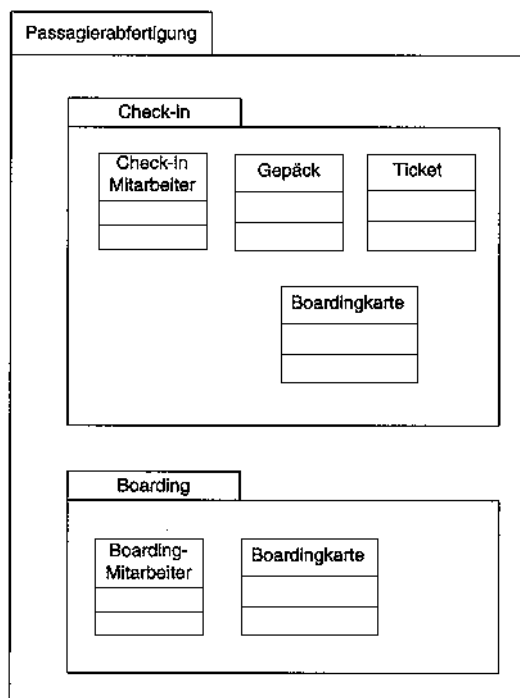 Passagierabfertigung
Check-in
Check-in
Mitarbeiter
Gepäck
Ticket
Boardingkarte
Boarding
Boarding-
Mitarbeiter
Boardingkarte